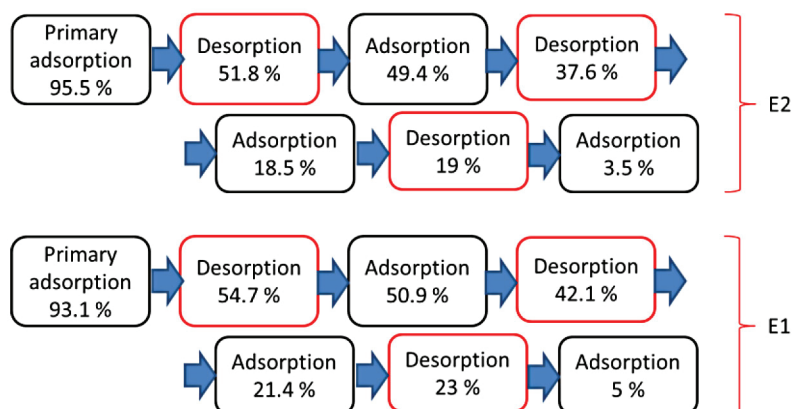 Primary
adsorption
95.5 %
Desorption
51.8 %
Adsorption
49.4 %
Desorption
37.6 %
E2
Adsorption
18.5 %
Desorption
19 %
Adsorption
3.5 %
Primary
adsorption
93.1 %
Desorption
54.7 %
Adsorption
50.9 %
Desorption
42.1 %
E1
Adsorption
21.4 %
Desorption
23 %
Adsorption
5 %